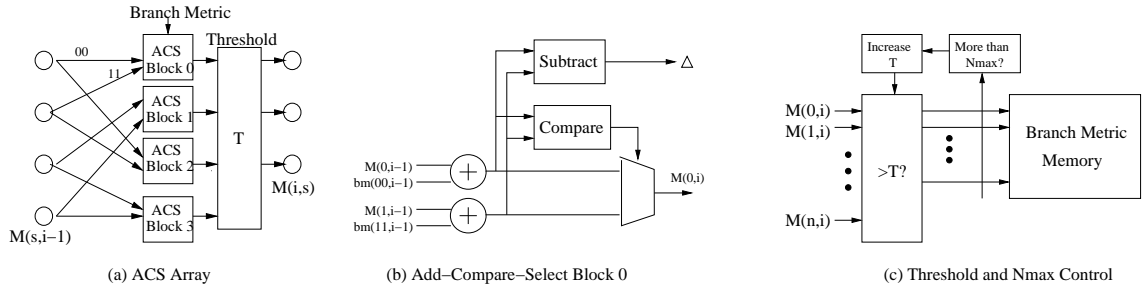 Branch Metric
00
11
ACS
Block 0
ACS
Block 1
ACS
Block 2
ACS
Block 3
Threshold
T
M(s,i−1)
M(i,s)
(a) ACS Array
Subtract
△
Compare
M(0,i−1)
bm(00,i−1)
+
M(1,i−1)
bm(11,i−1)
+
M(0,i)
(b) Add−Compare−Select Block 0
Increase
T
More than
Nmax?
M(0,i)
M(1,i)
M(n,i)
>T?
Branch Metric
Memory
(c) Threshold and Nmax Control